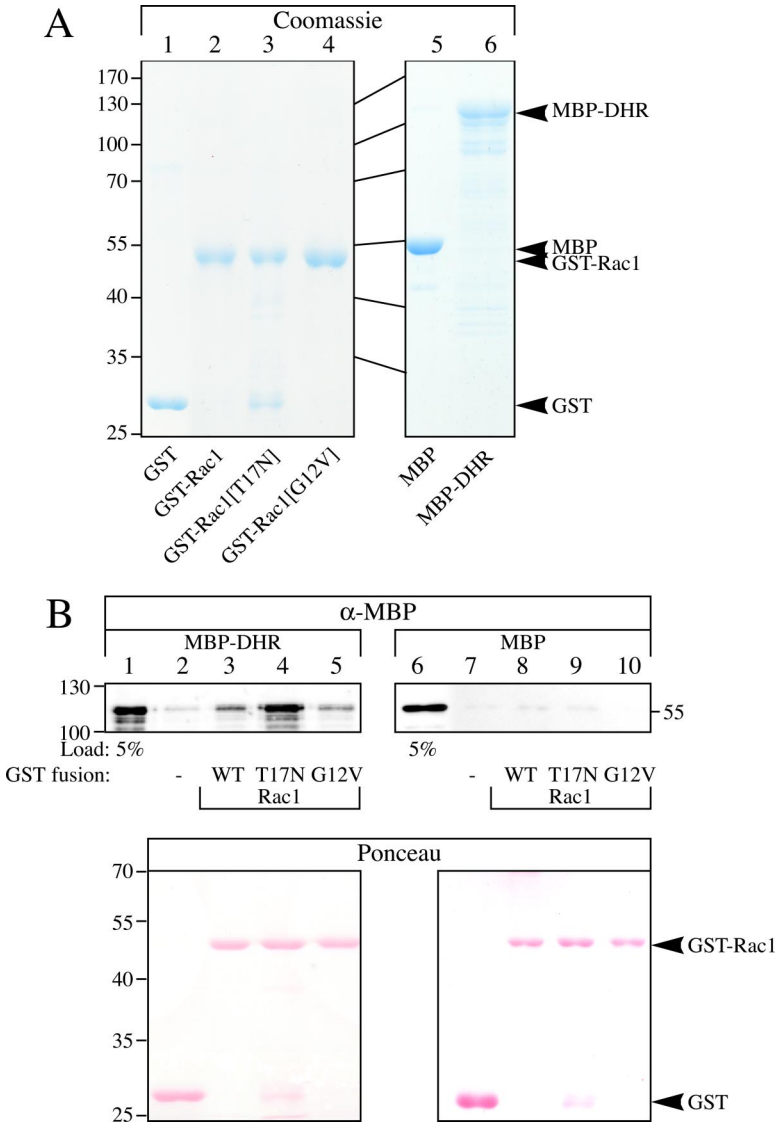 A
Coomassie
1 2 3 4 5 6
170
130
100
70
55
40
35
25
MBP-DHR
MBP
GST-Rac1
GST
GST
GST-Rac1
GST-Rac1[T17N]
GST-Rac1[G12V]
MBP
MBP-DHR
B
α-MBP
MBP-DHR MBP
1 2 3 4 5 6 7 8 9 10
130
100
55
Load: 5% 5%
GST fusion: - WT T17N G12V - WT T17N G12V
Rac1 Rac1
Ponceau
70
55
40
35
25
GST-Rac1
GST